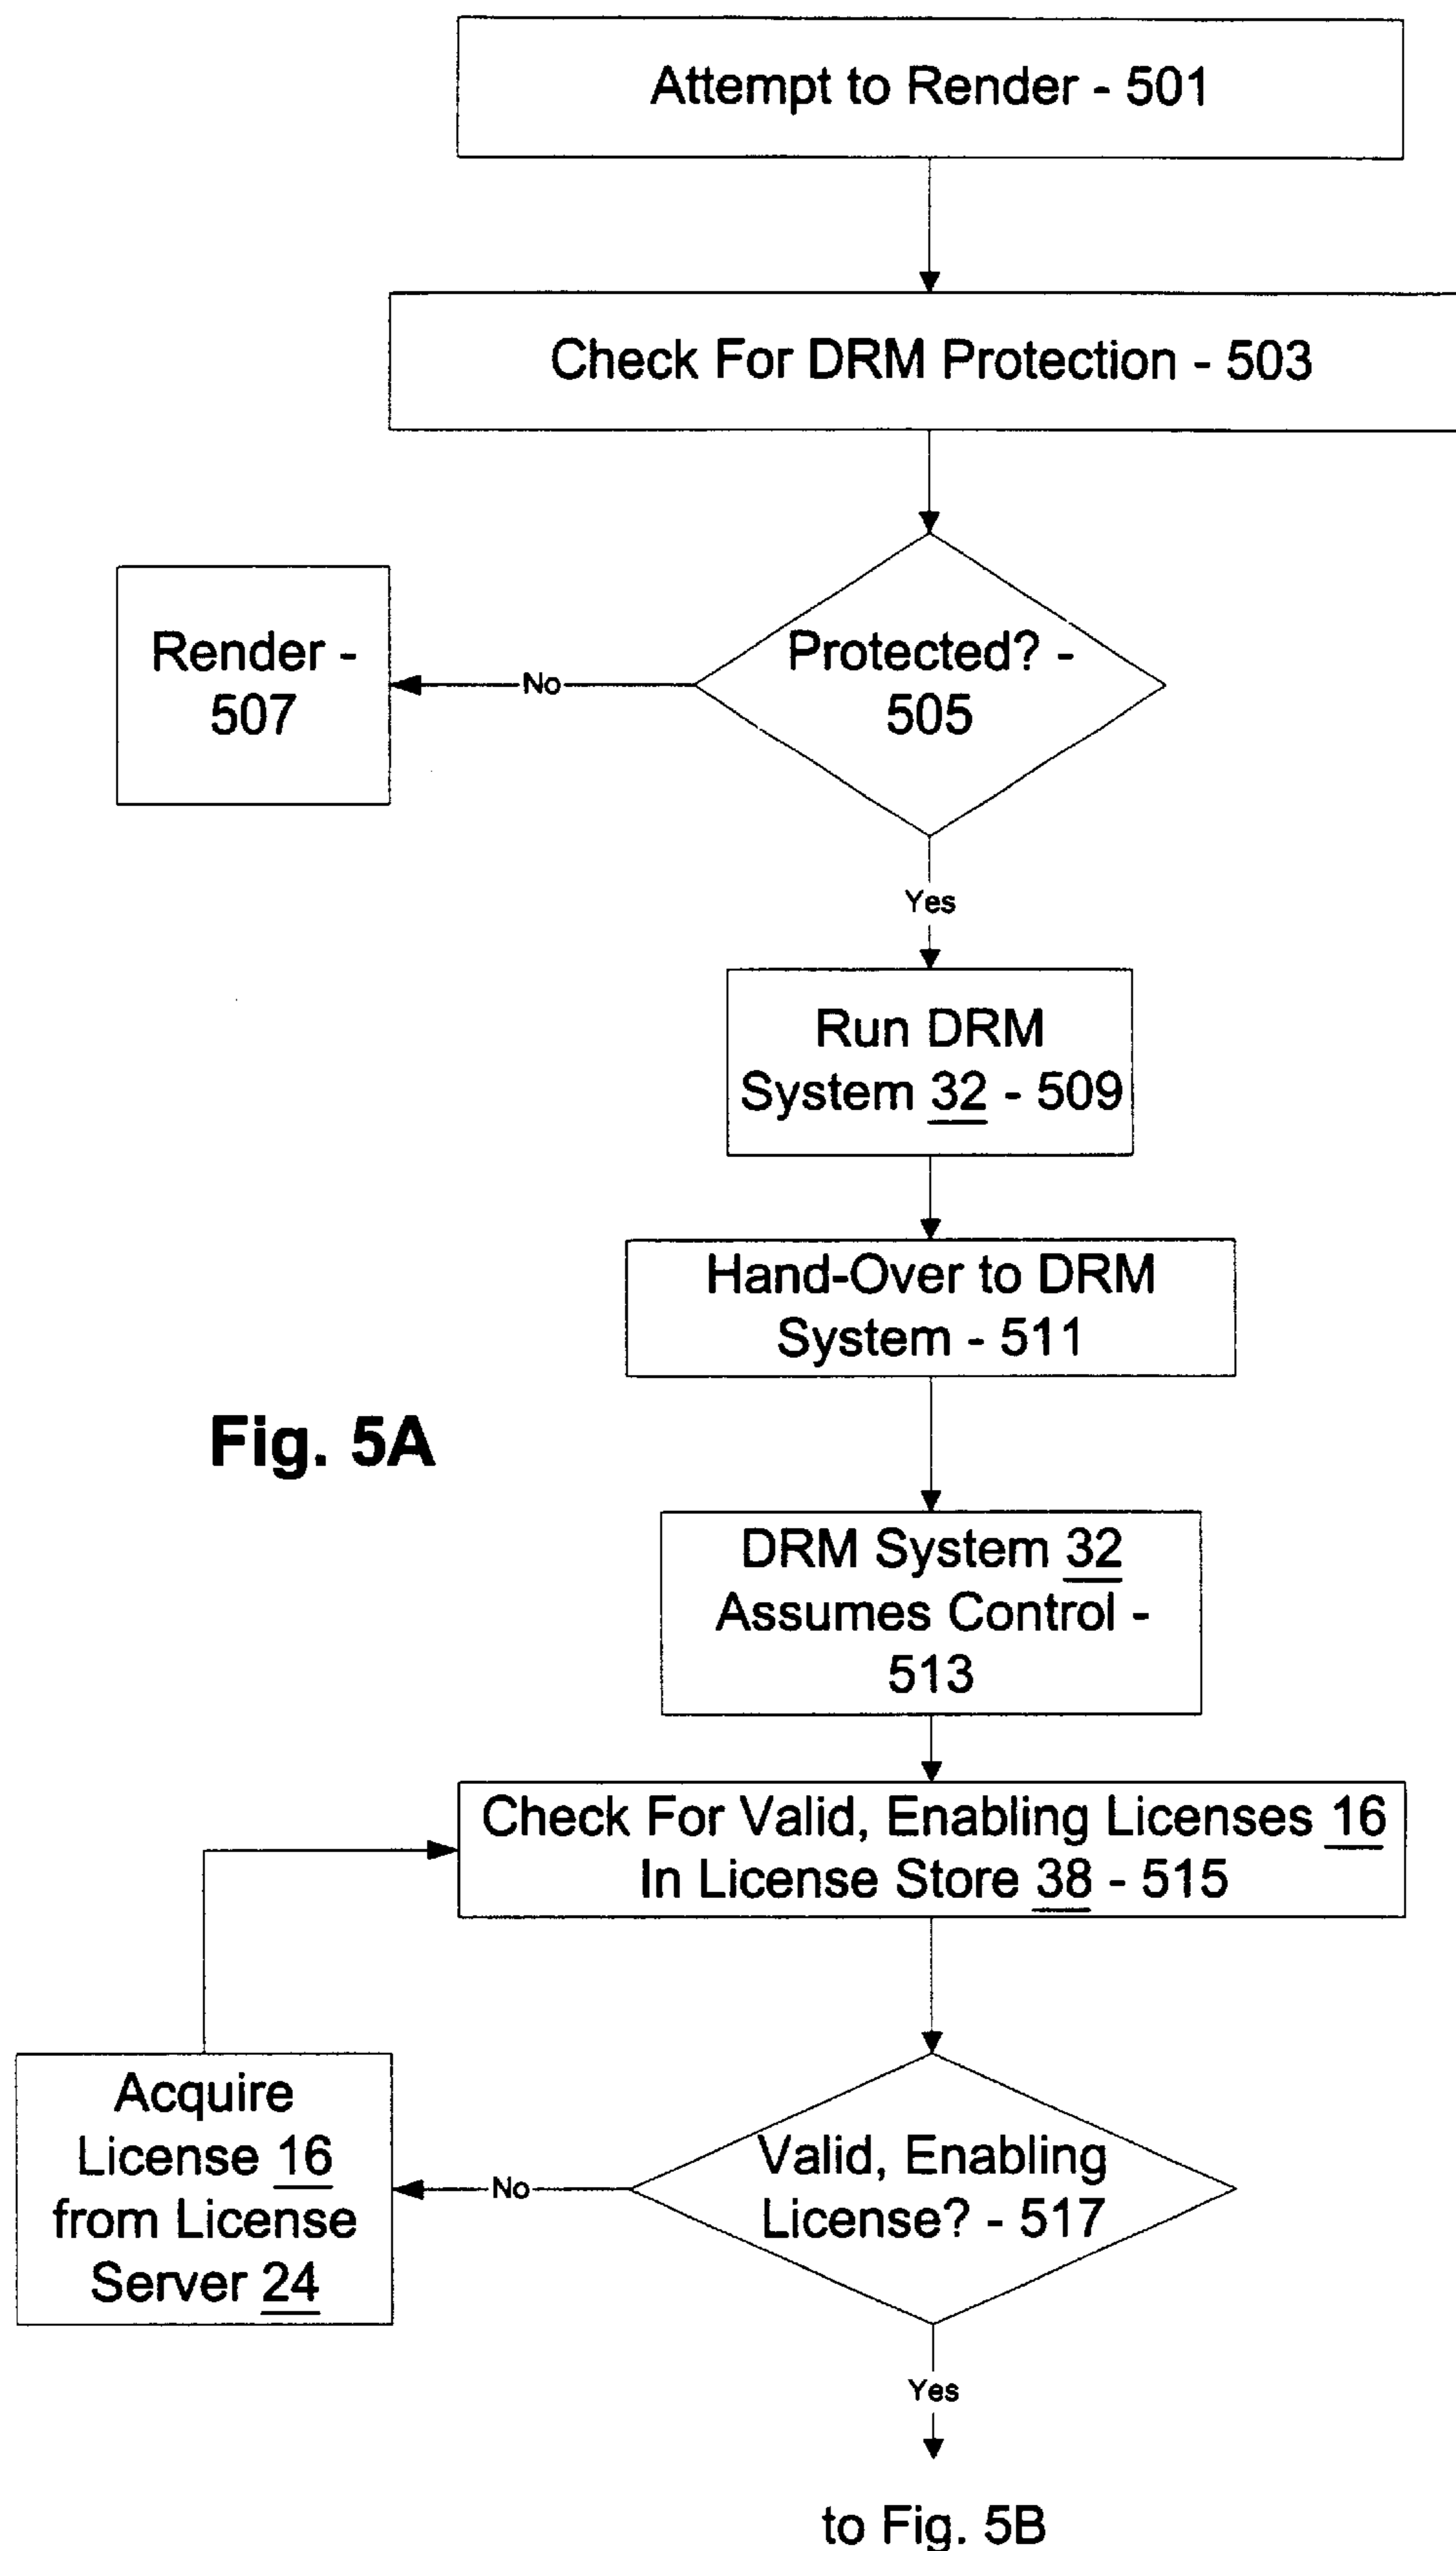 Attempt to Render - 501
Check For DRM Protection - 503
Protected? -
505
No
Render -
507
Yes
Run DRM
System 32 - 509
Hand-Over to DRM
System - 511
Fig. 5A
DRM System 32
Assumes Control -
513
Check For Valid, Enabling Licenses 16
In License Store 38 - 515
Valid, Enabling
License? - 517
No
Acquire
License 16
from License
Server 24
Yes
to Fig. 5B